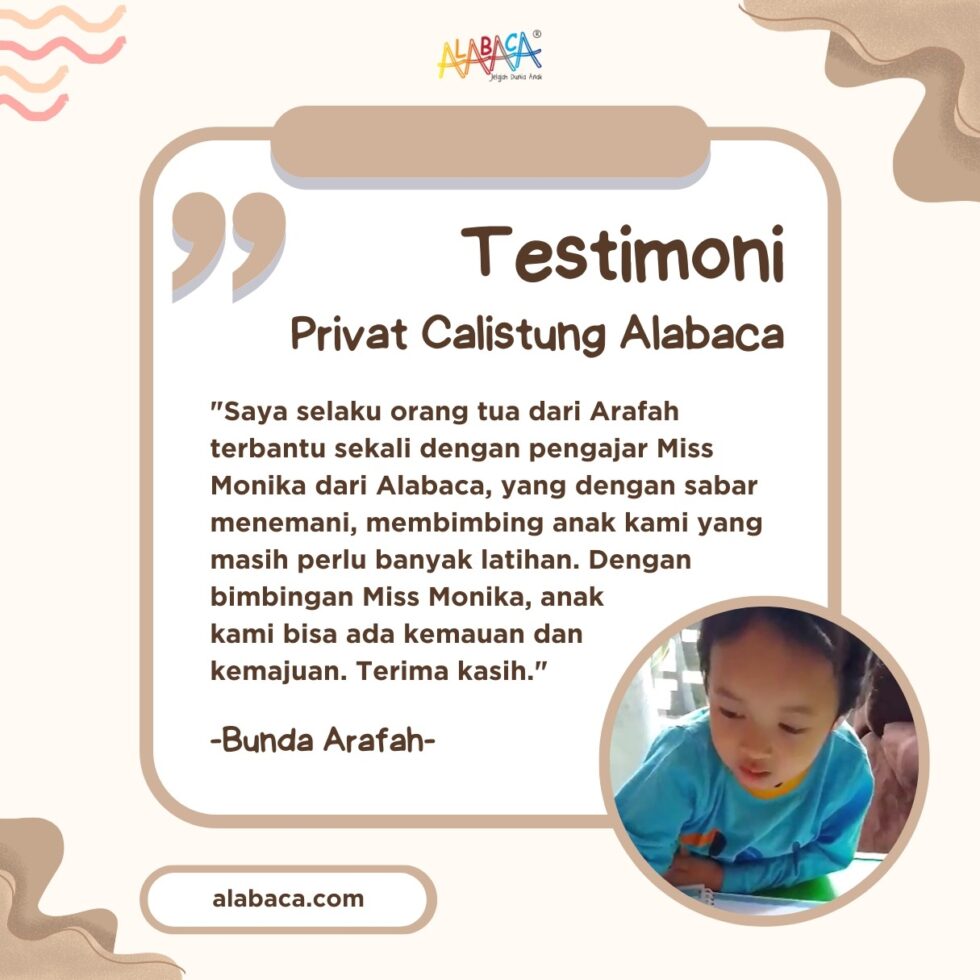 ALABACA®
Jelajah Dunia Anak
Testimoni
Privat Calistung Alabaca
"Saya selaku orang tua dari Arafah
terbantu sekali dengan pengajar Miss
Monika dari Alabaca, yang dengan sabar
menemani, membimbing anak kami yang
masih perlu banyak latihan. Dengan
bimbingan Miss Monika, anak
kami bisa ada kemauan dan
kemajuan. Terima kasih."
-Bunda Arafah-
alabaca.com